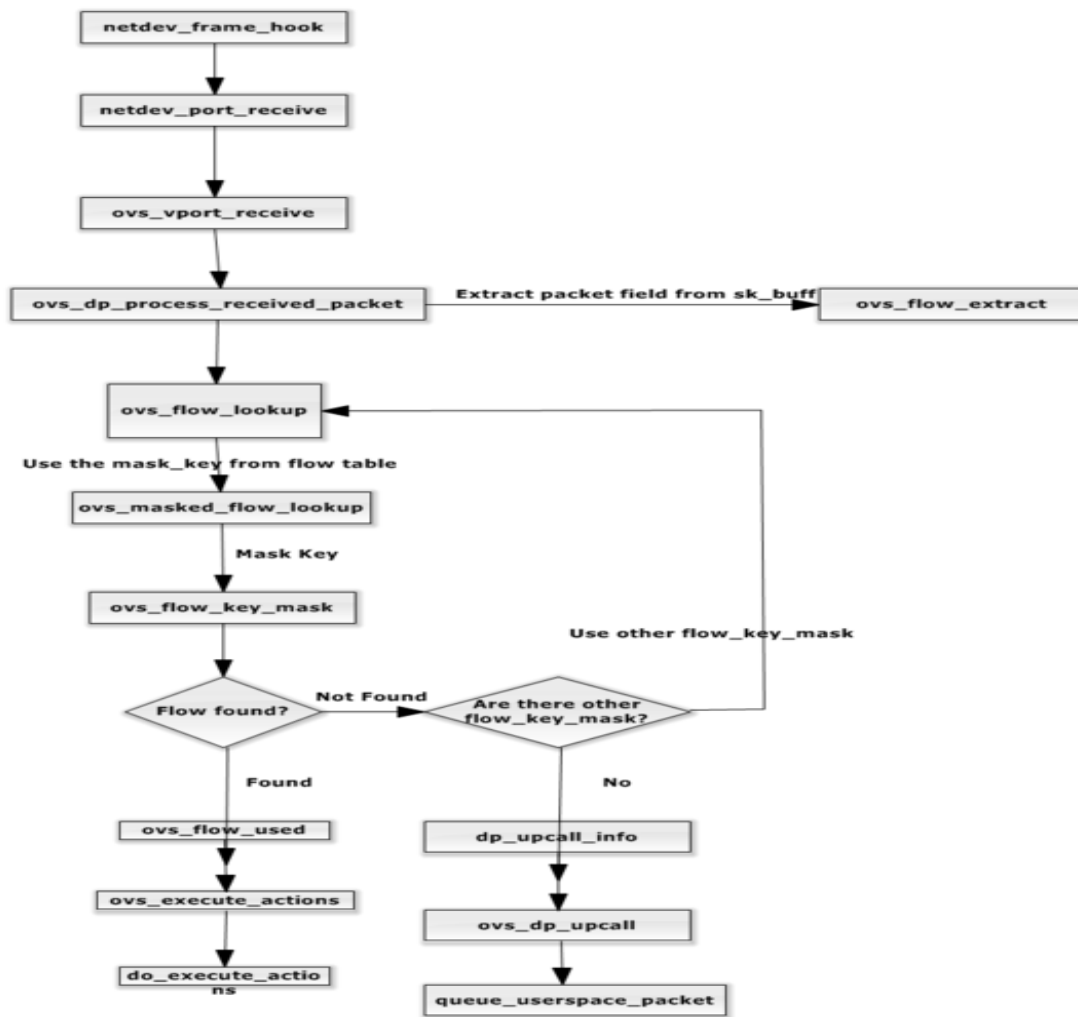 netdev_frame_hook
netdev_port_receive
ovs_vport_receive
ovs_dp_process_received_packet
Extract packet field from sk_buff
ovs_flow_extract
ovs_flow_lookup
Use the mask_key from flow table
ovs_masked_flow_lookup
Mask Key
ovs_flow_key_mask
Use other flow_key_mask
Flow found?
Not Found
Are there other
flow_key_mask?
Found
No
ovs_flow_used
dp_upcall_info
ovs_execute_actions
ovs_dp_upcall
do_execute_actio
ns
queue_userspace_packet